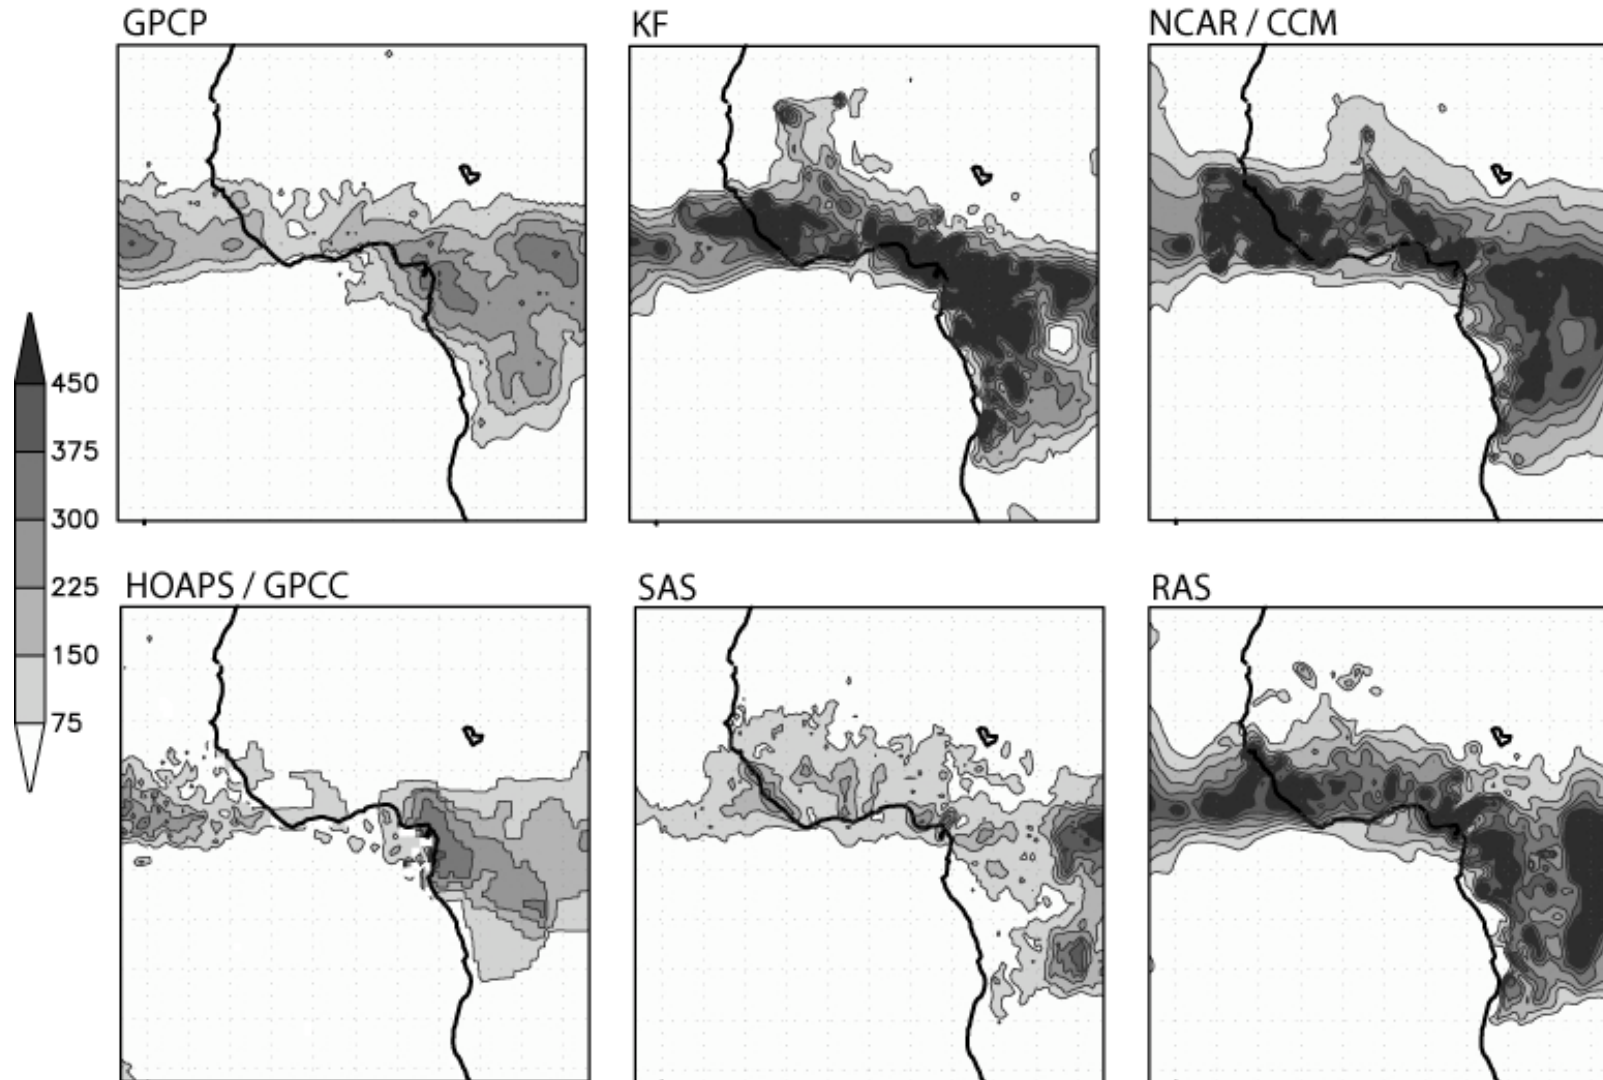 GPCP
KF
NCAR / CCM
450
375
300
225
150
75
HOAPS / GPCC
SAS
RAS